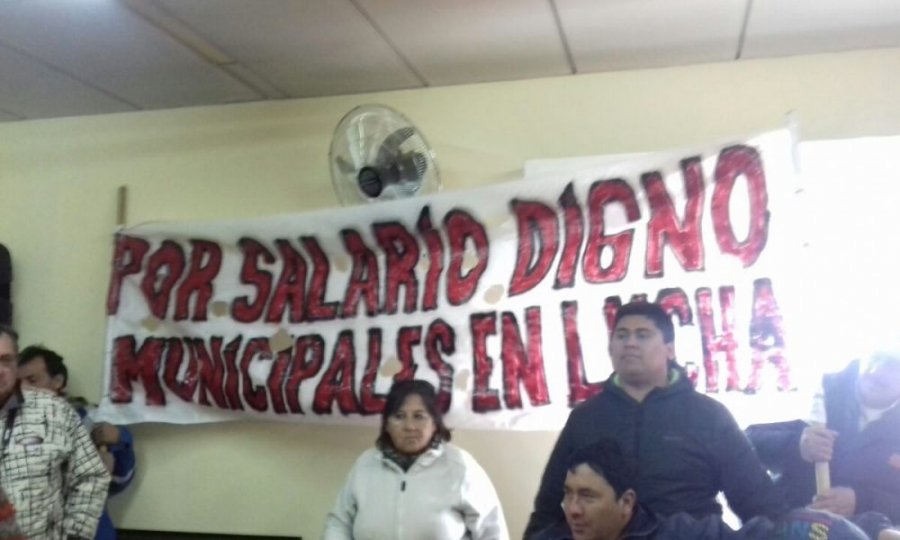 POR SALARIO DIGNO
MUNICIPALES EN LUCHA